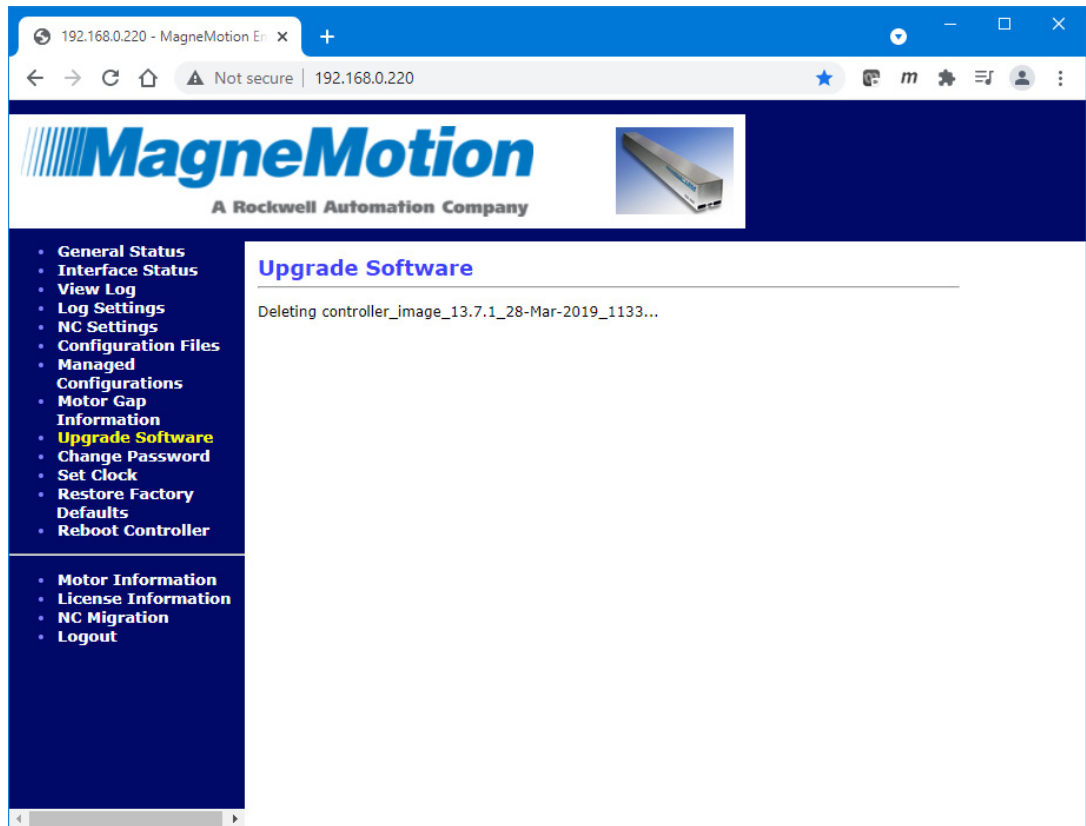 192.168.0.220 - MagneMotion En
Not secure | 192.168.0.220
MagneMotion
A Rockwell Automation Company
General Status
Interface Status
View Log
Log Settings
NC Settings
Configuration Files
Managed
Configurations
Motor Gap
Information
Upgrade Software
Change Password
Set Clock
Restore Factory
Defaults
Reboot Controller
Motor Information
License Information
NC Migration
Logout
Upgrade Software
Deleting controller_image_13.7.1_28-Mar-2019_1133...